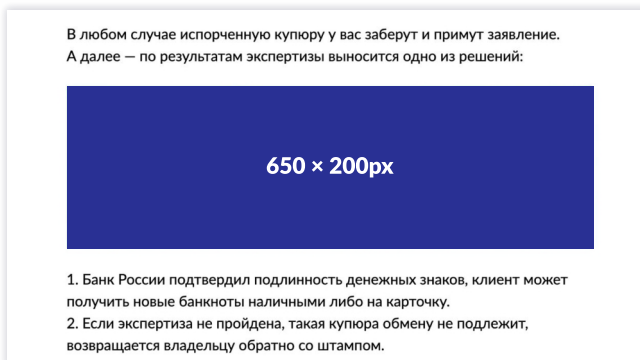 В любом случае испорченную купюру у вас заберут и примут заявление.
А далее — по результатам экспертизы выносится одно из решений:
650 × 200px
1. Банк России подтвердил подлинность денежных знаков, клиент может
получить новые банкноты наличными либо на карточку.
2. Если экспертиза не пройдена, такая купюра обмену не подлежит,
возвращается владельцу обратно со штампом.